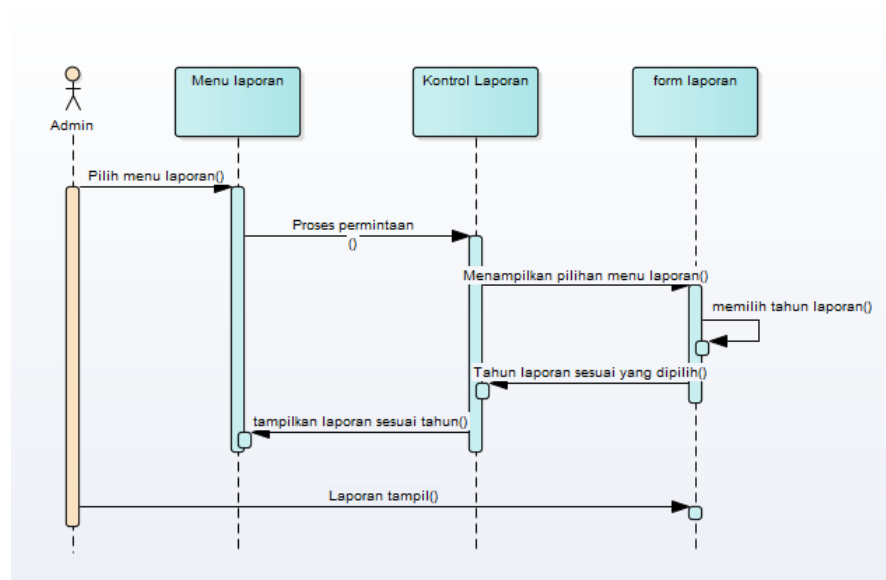 Menu laporan
Kontrol Laporan
form laporan
Admin
Pilih menu laporan()
Proses permintaan
()
Menampilkan pilihan menu laporan()
memilih tahun laporan()
Tahun laporan sesuai yang dipilih()
tampilkan laporan sesuai tahun()
Laporan tampil()